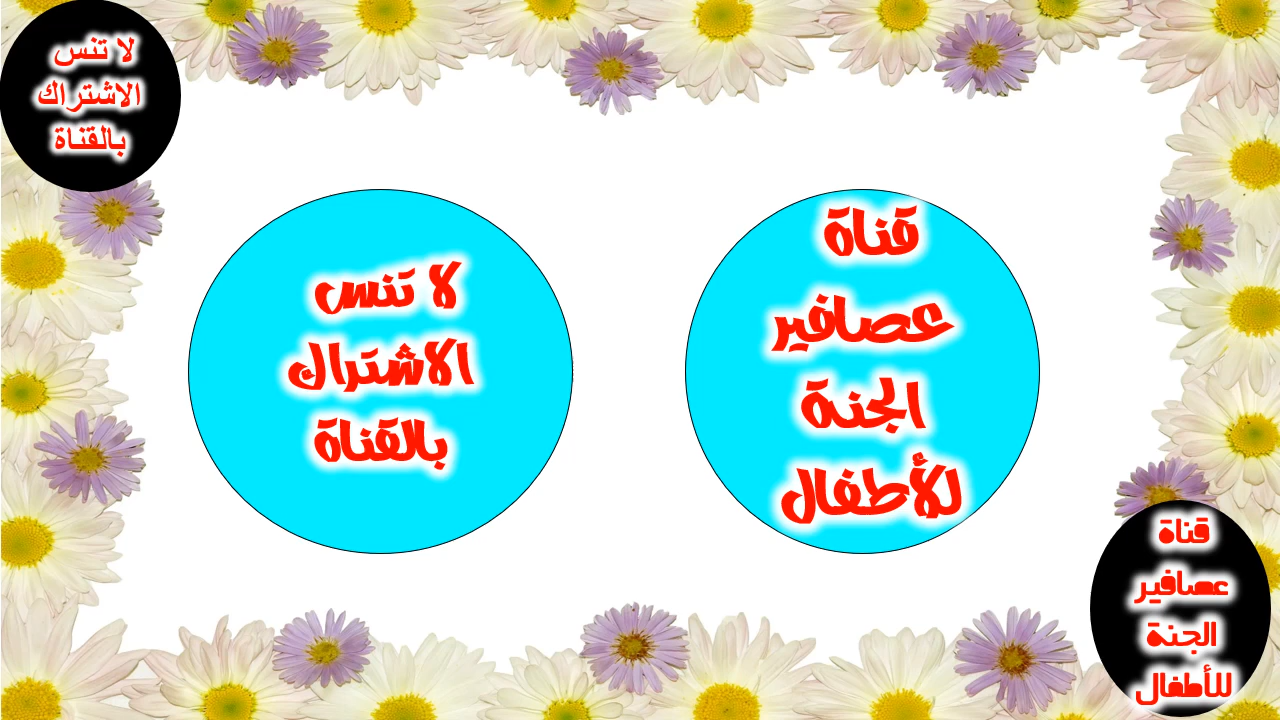 لا تنس
الاشتراك
بالقناة
قناة
عصافير
الجنة
للأطفال
لا تنس
الاشتراك
بالقناة
قناة
عصافير
الجنة
للأطفال